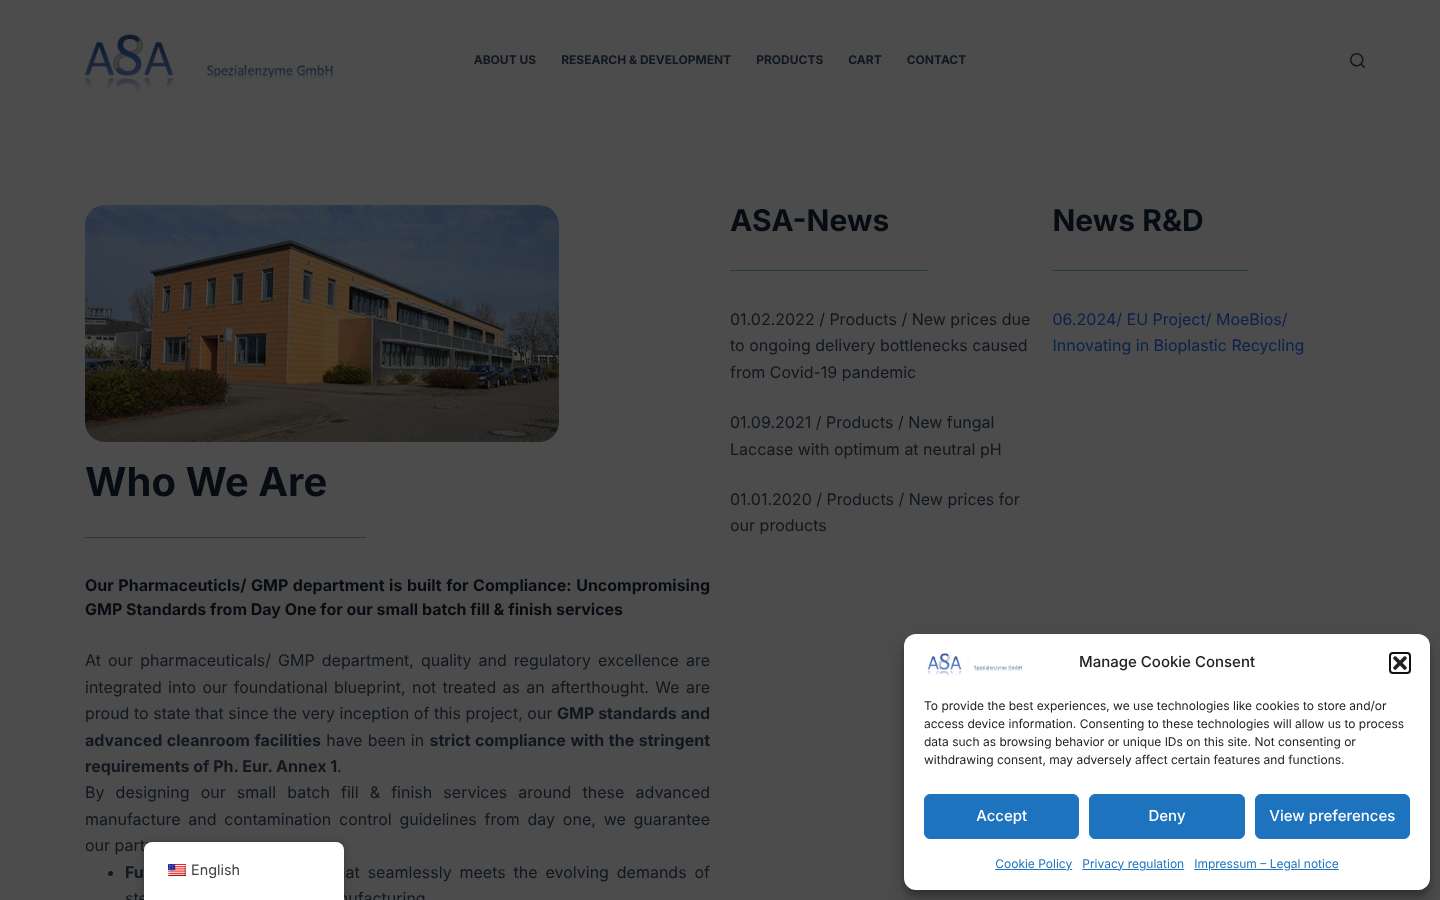 ASA Spezialenzyme GmbH
ABOUT US RESEARCH & DEVELOPMENT PRODUCTS CART CONTACT
Who We Are
Our Pharmaceuticls/ GMP department is built for Compliance: Uncompromising
GMP Standards from Day One for our small batch fill & finish services
At our pharmaceuticals/ GMP department, quality and regulatory excellence are
integrated into our foundational blueprint, not treated as an afterthought. We are
proud to state that since the very inception of this project, our GMP standards and
advanced cleanroom facilities have been in strict compliance with the stringent
requirements of Ph. Eur. Annex 1.
By designing our small batch fill & finish services around these advanced
manufacture and contamination control guidelines from day one, we guarantee
our
at seamlessly meets the evolving demands of
ASA-News
01.02.2022 / Products / New prices due
to ongoing delivery bottlenecks caused
from Covid-19 pandemic
01.09.2021 / Products / New fungal
Laccase with optimum at neutral pH
01.01.2020 / Products / New prices for
our products
News R&D
06.2024/ EU Project/ MoeBios/
Innovating in Bioplastic Recycling
English
ASA Spezialenzyme GmbH
Manage Cookie Consent
To provide the best experiences, we use technologies like cookies to store and/or
access device information. Consenting to these technologies will allow us to process
data such as browsing behavior or unique IDs on this site. Not consenting or
withdrawing consent, may adversely affect certain features and functions.
Accept Deny View preferences
Cookie Policy Privacy regulation Impressum – Legal notice